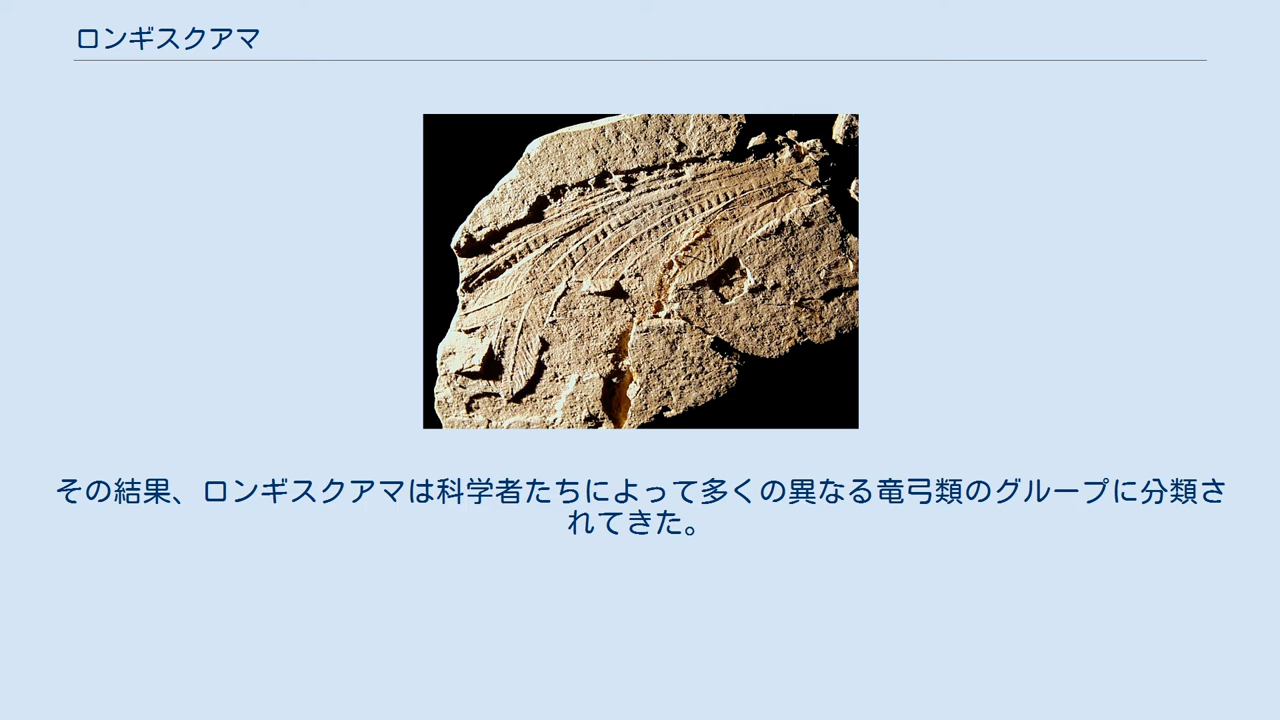 ロンギスクアマ
その結果、ロンギスクアマは科学者たちによって多くの異なる竜弓類のグループに分類さ
れてきた。